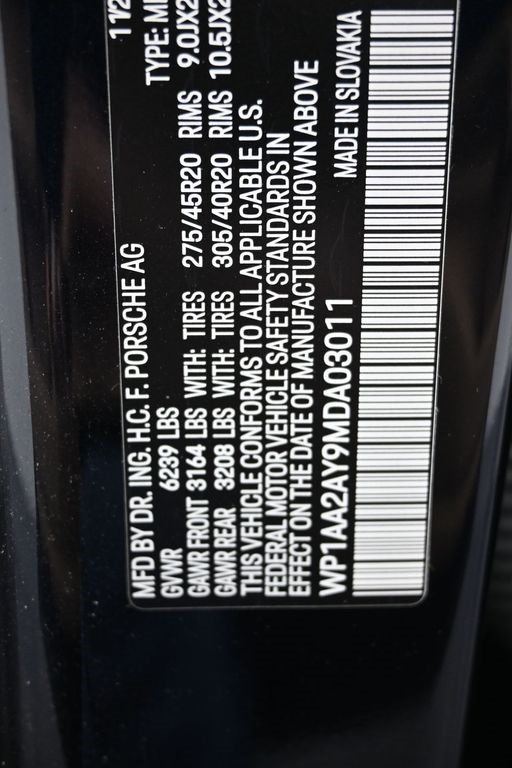 MFD BY DR. ING. H.C. F. PORSCHE AG 112
GVWR 6239 LBS TYPE:
GAWR FRONT 3164 LBS WITH: TIRES 275/45R20 RIMS 9.0JX2
GAWR REAR 3208 LBS WITH: TIRES 305/40R20 RIMS 10.5JX2
THIS VEHICLE CONFORMS TO ALL APPLICABLE U.S.
FEDERAL MOTOR VEHICLE SAFETY STANDARDS IN
EFFECT ON THE DATE OF MANUFACTURE SHOWN ABOVE
WP1AA2AY9MDA03011 MADE IN SLOVAKIA